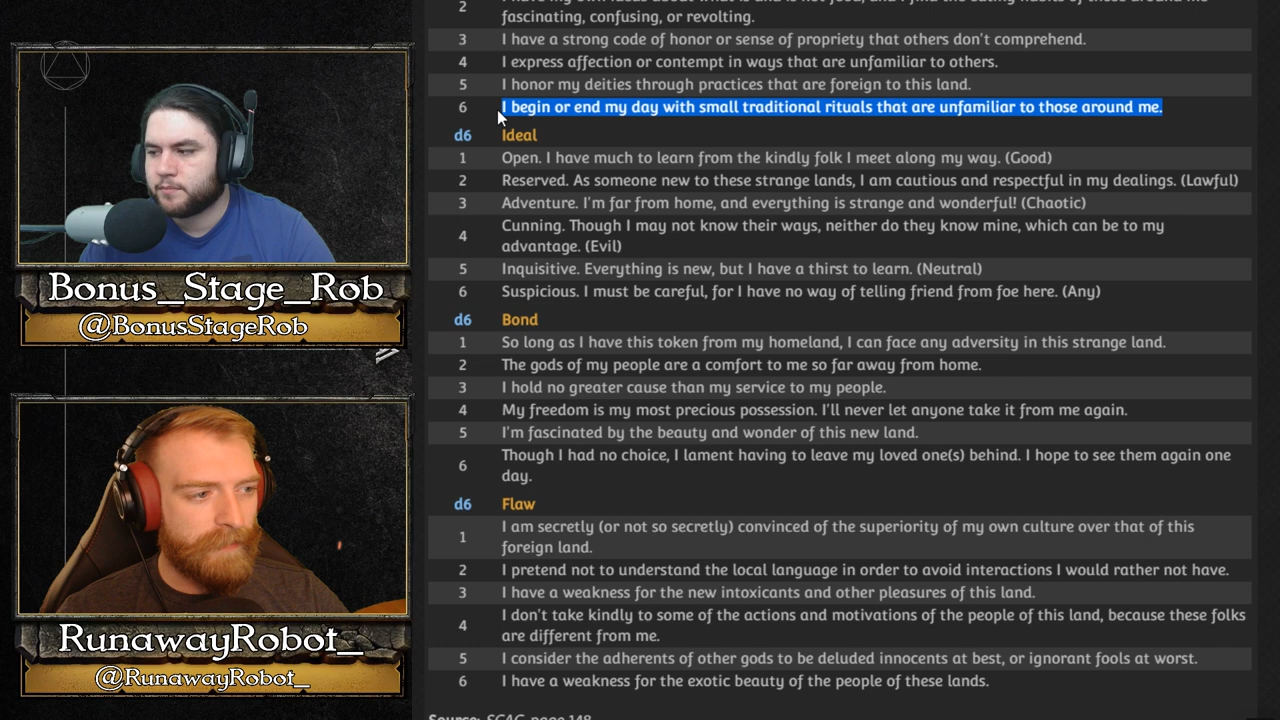 Bonus_Stage_Rob
@BonusStageRob
RunawayRobot_
@RunawayRobot_
2
fascinating, confusing, or revolting.
3 I have a strong code of honor or sense of propriety that others don't comprehend.
4 I express affection or contempt in ways that are unfamiliar to others.
5 I honor my deities through practices that are foreign to this land.
6 I begin or end my day with small traditional rituals that are unfamiliar to those around me.
d6 Ideal
1 Open. I have much to learn from the kindly folk I meet along my way. (Good)
2 Reserved. As someone new to these strange lands, I am cautious and respectful in my dealings. (Lawful)
3 Adventure. I'm far from home, and everything is strange and wonderful! (Chaotic)
4 Cunning. Though I may not know their ways, neither do they know mine, which can be to my
advantage. (Evil)
5 Inquisitive. Everything is new, but I have a thirst to learn. (Neutral)
6 Suspicious. I must be careful, for I have no way of telling friend from foe here. (Any)
d6 Bond
1 So long as I have this token from my homeland, I can face any adversity in this strange land.
2 The gods of my people are a comfort to me so far away from home.
3 I hold no greater cause than my service to my people.
4 My freedom is my most precious possession. I'll never let anyone take it from me again.
5 I'm fascinated by the beauty and wonder of this new land.
6 Though I had no choice, I lament having to leave my loved one(s) behind. I hope to see them again one
day.
d6 Flaw
1 I am secretly (or not so secretly) convinced of the superiority of my own culture over that of this
foreign land.
2 I pretend not to understand the local language in order to avoid interactions I would rather not have.
3 I have a weakness for the new intoxicants and other pleasures of this land.
4 I don't take kindly to some of the actions and motivations of the people of this land, because these folks
are different from me.
5 I consider the adherents of other gods to be deluded innocents at best, or ignorant fools at worst.
6 I have a weakness for the exotic beauty of the people of these lands.
Source: SCAG, page 148